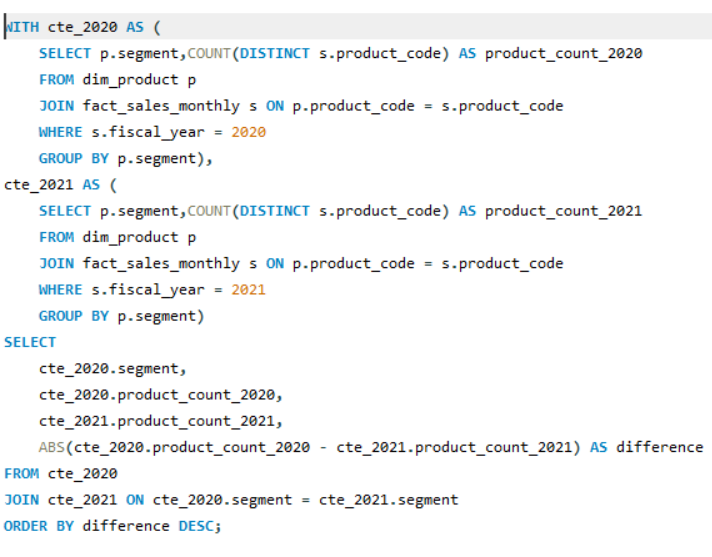 WITH cte_2020 AS (
    SELECT p.segment,COUNT(DISTINCT s.product_code) AS product_count_2020
    FROM dim_product p
    JOIN fact_sales_monthly s ON p.product_code = s.product_code
    WHERE s.fiscal_year = 2020
    GROUP BY p.segment),
cte_2021 AS (
    SELECT p.segment,COUNT(DISTINCT s.product_code) AS product_count_2021
    FROM dim_product p
    JOIN fact_sales_monthly s ON p.product_code = s.product_code
    WHERE s.fiscal_year = 2021
    GROUP BY p.segment)
SELECT
    cte_2020.segment,
    cte_2020.product_count_2020,
    cte_2021.product_count_2021,
    ABS(cte_2020.product_count_2020 - cte_2021.product_count_2021) AS difference
FROM cte_2020
JOIN cte_2021 ON cte_2020.segment = cte_2021.segment
ORDER BY difference DESC;